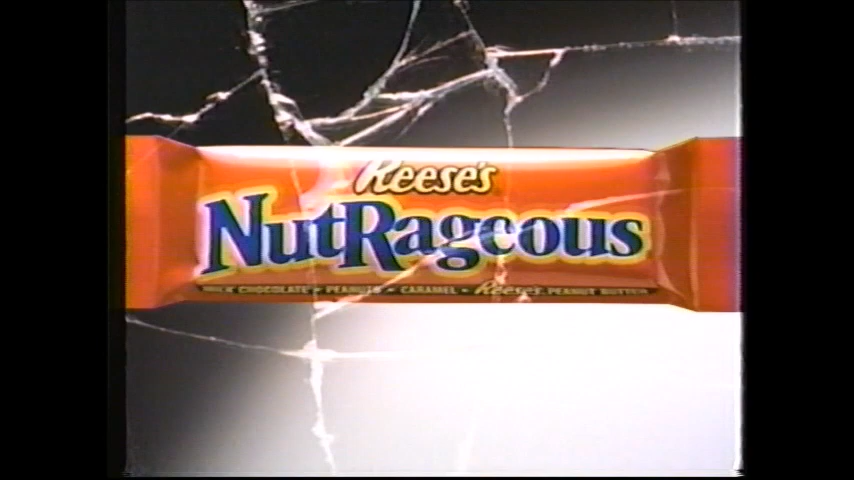 Reese's
NutRageous
MILK CHOCOLATE - PEANUTS - CARAMEL - Reese's PEANUT BUTTER